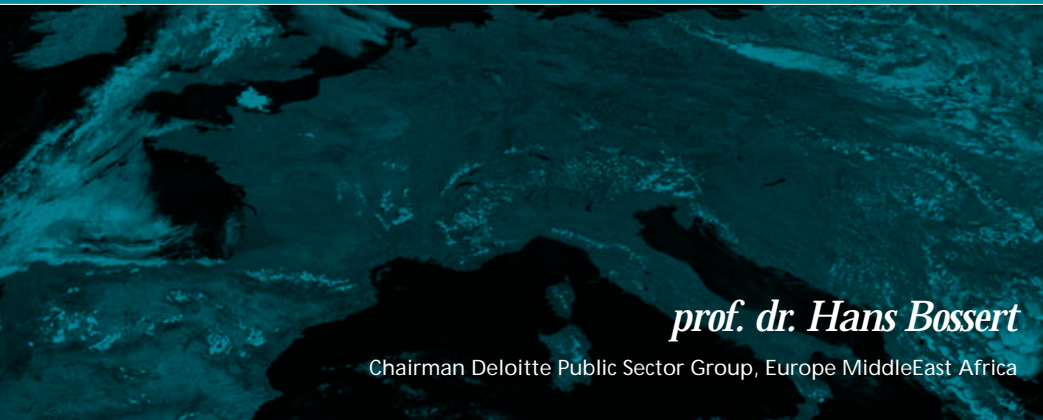 prof. dr. Hans Bossert
Chairman Deloitte Public Sector Group, Europe MiddleEast Africa